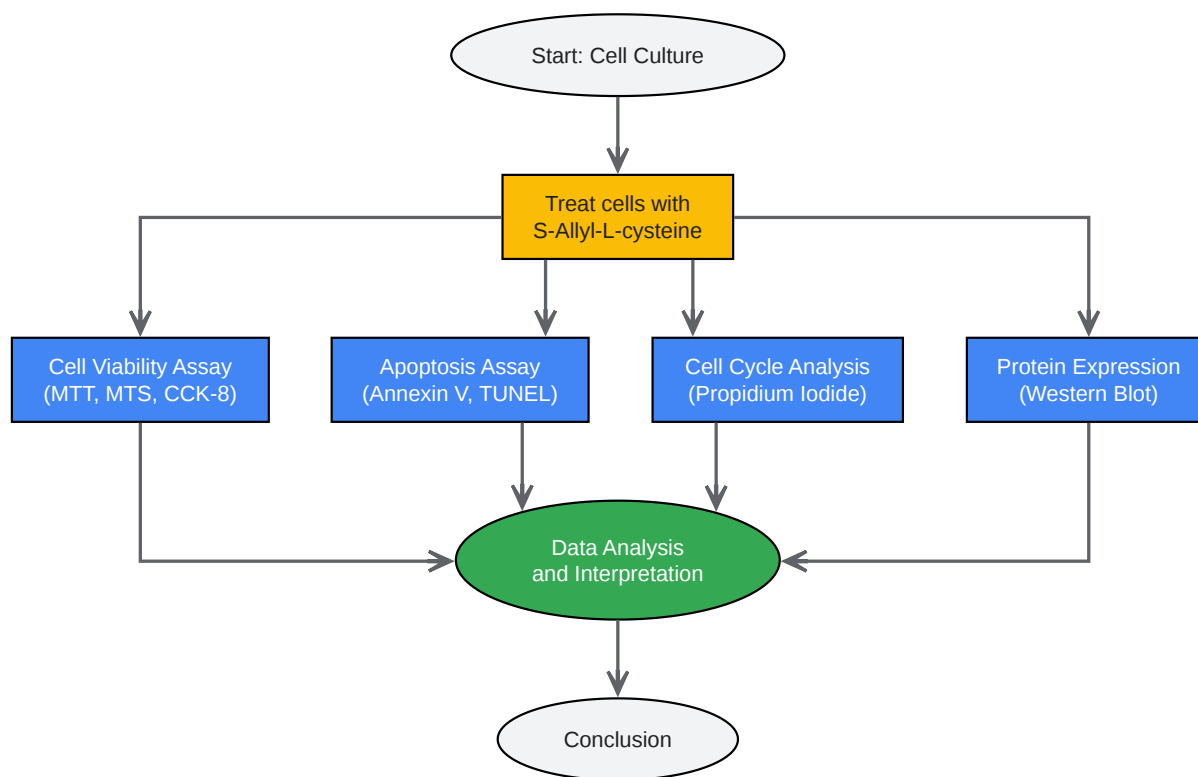 Start: Cell Culture
Treat cells with
S-Allyl-L-cysteine
Cell Viability Assay
(MTT, MTS, CCK-8)
Apoptosis Assay
(Annexin V, TUNEL)
Cell Cycle Analysis
(Propidium Iodide)
Protein Expression
(Western Blot)
Data Analysis
and Interpretation
Conclusion